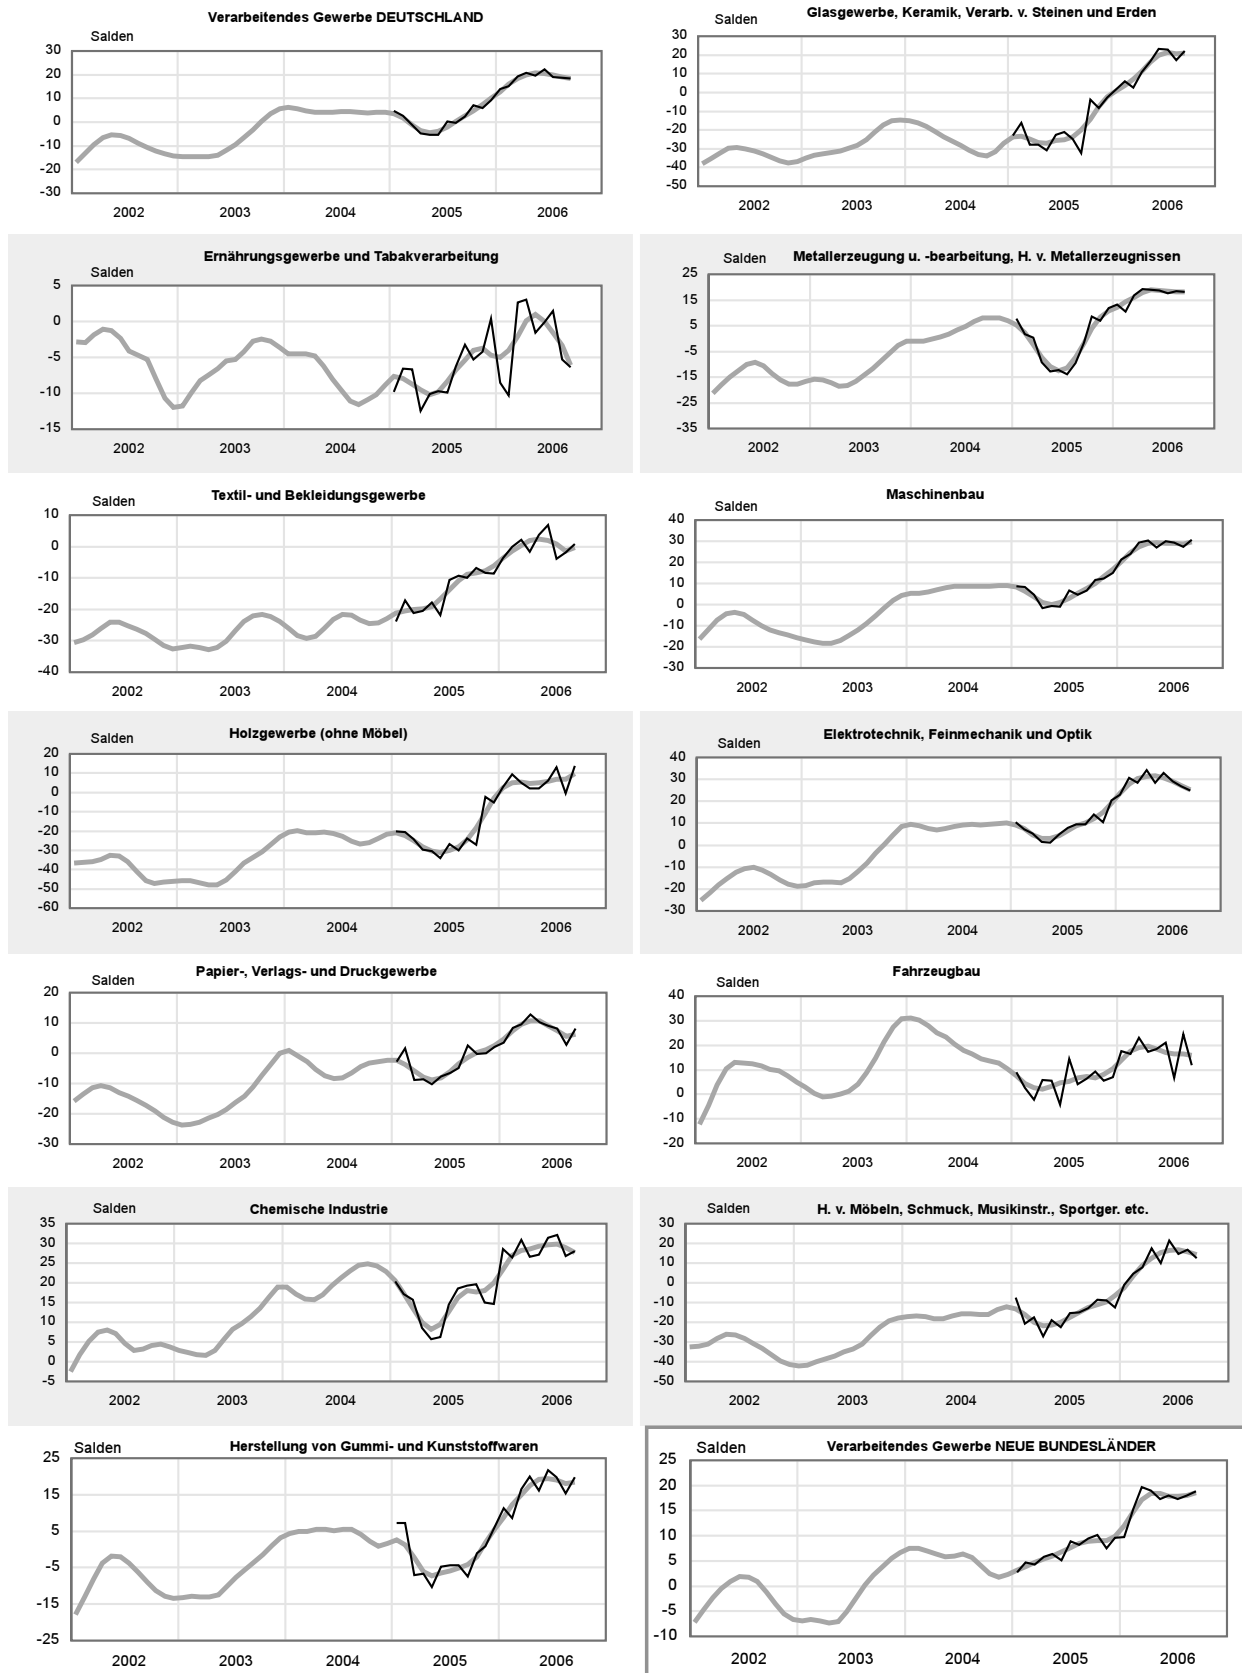 Verarbeitendes Gewerbe DEUTSCHLAND
Salden
30
20
10
0
-10
-20
-30
2002 2003 2004 2005 2006
Glasgewerbe, Keramik, Verarb. v. Steinen und Erden
Salden
30
20
10
0
-10
-20
-30
-40
-50
2002 2003 2004 2005 2006
Ernährungsgewerbe und Tabakverarbeitung
Salden
5
0
-5
-10
-15
2002 2003 2004 2005 2006
Salden Metallerzeugung u. -bearbeitung, H. v. Metallerzeugnissen
25
15
5
-5
-15
-25
-35
2002 2003 2004 2005 2006
Textil- und Bekleidungsgewerbe
Salden
10
0
-10
-20
-30
-40
2002 2003 2004 2005 2006
Maschinenbau
Salden
40
30
20
10
0
-10
-20
-30
2002 2003 2004 2005 2006
Holzgewerbe (ohne Möbel)
Salden
20
10
0
-10
-20
-30
-40
-50
-60
2002 2003 2004 2005 2006
Elektrotechnik, Feinmechanik und Optik
Salden
40
30
20
10
0
-10
-20
-30
2002 2003 2004 2005 2006
Papier-, Verlags- und Druckgewerbe
Salden
20
10
0
-10
-20
-30
2002 2003 2004 2005 2006
Fahrzeugbau
Salden
40
30
20
10
0
-10
-20
2002 2003 2004 2005 2006
Salden Chemische Industrie
35
30
25
20
15
10
5
0
-5
2002 2003 2004 2005 2006
Salden H. v. Möbeln, Schmuck, Musikinstr., Sportger. etc.
30
20
10
0
-10
-20
-30
-40
-50
2002 2003 2004 2005 2006
Salden Herstellung von Gummi- und Kunststoffwaren
25
15
5
-5
-15
-25
2002 2003 2004 2005 2006
Salden Verarbeitendes Gewerbe NEUE BUNDESLÄNDER
25
20
15
10
5
0
-5
-10
2002 2003 2004 2005 2006